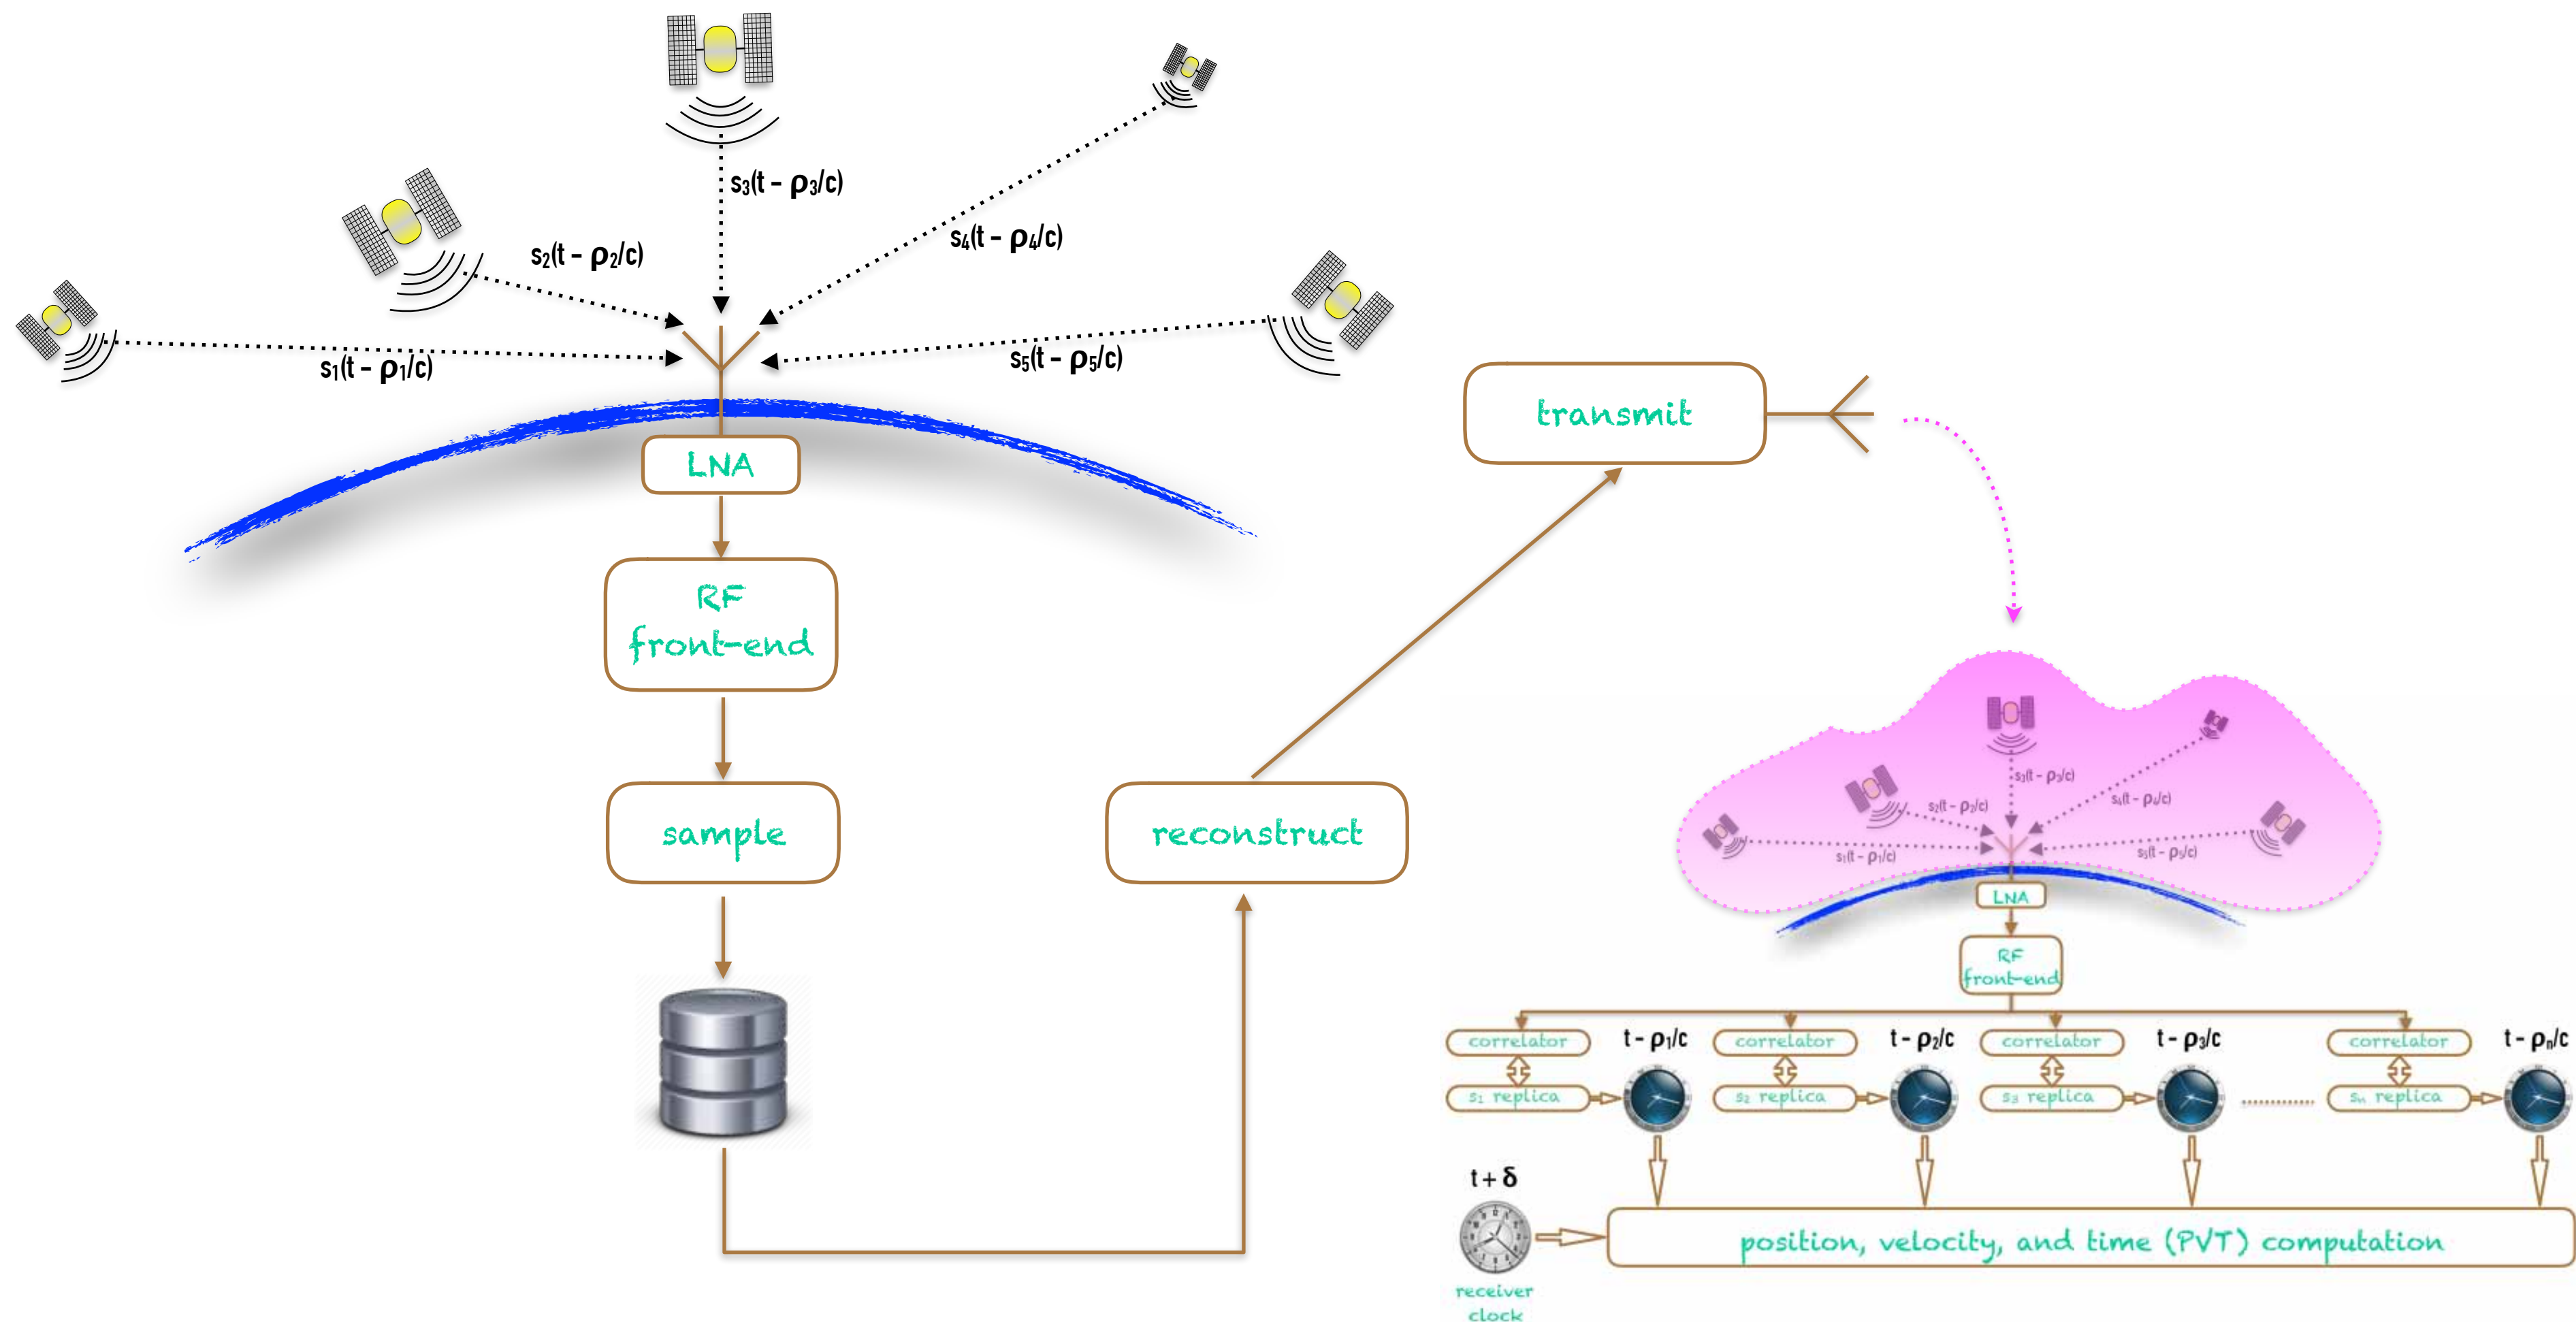 s₃(t - ρ₃/c)
s₂(t - ρ₂/c)
s₄(t - ρ₄/c)
s₁(t - ρ₁/c)
s₅(t - ρ₅/c)
LNA
RF
front-end
sample
reconstruct
transmit
s₃(t - ρ₃/c)
s₂(t - ρ₂/c)
s₄(t - ρ₄/c)
s₁(t - ρ₁/c)
s₅(t - ρ₅/c)
LNA
RF
front-end
correlator
t - ρ₁/c
correlator
t - ρ₂/c
correlator
t - ρ₃/c
correlator
t - ρₙ/c
s₁ replica
s₂ replica
s₃ replica
sₙ replica
t + δ
position, velocity, and time (PVT) computation
receiver
clock